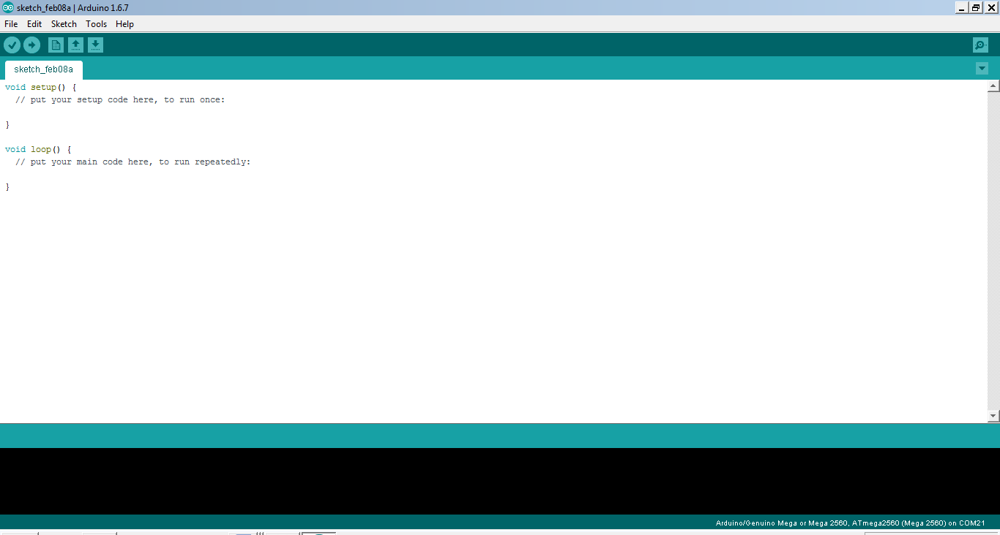 sketch_feb08a | Arduino 1.6.7
File Edit Sketch Tools Help
sketch_feb08a
void setup() {
  // put your setup code here, to run once:
}
void loop() {
  // put your main code here, to run repeatedly:
}
Arduino/Genuino Mega or Mega 2560, ATmega2560 (Mega 2560) on COM21